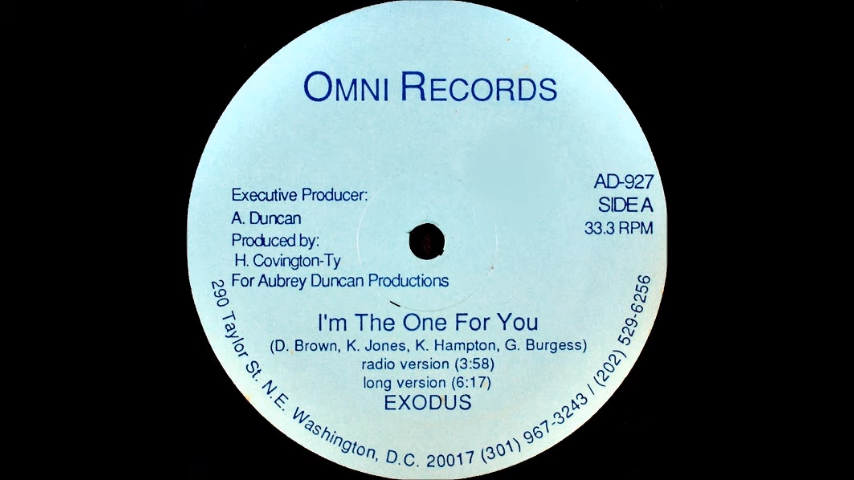 OMNI RECORDS
Executive Producer:
A. Duncan
Produced by:
H. Covington-Ty
For Aubrey Duncan Productions
AD-927
SIDE A
33.3 RPM
I'm The One For You
(D. Brown, K. Jones, K. Hampton, G. Burgess)
radio version (3:58)
long version (6:17)
EXODUS
290 Taylor St. N.E. Washington, D.C. 20017 (301) 967-3243 / (202) 529-6256